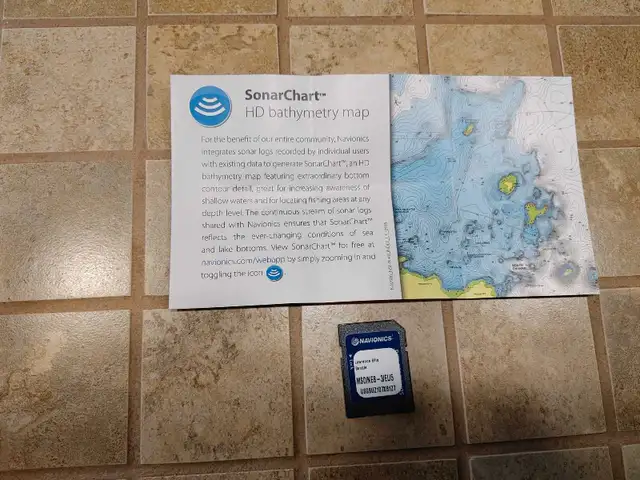 SonarChart™
HD bathymetry map
For the benefit of our entire community, Navionics
integrates sonar logs recorded by individual users
with existing data to generate SonarChart™, an HD
bathymetry map featuring extraordinary bottom
contour detail, great for increasing awareness of
shallow waters and for locating fishing areas at any
depth level. The continuous stream of sonar logs
shared with Navionics ensures that SonarChart™
reflects the ever-changing conditions of sea
and lake bottoms. View SonarChart™ for free at
navionics.com/webapp by simply zooming in and
toggling the icon
NAVIONICS